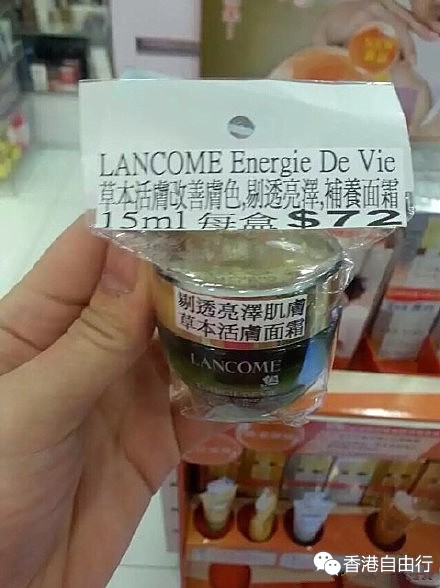 LANCOME Energie De Vie
草本活膚改善膚色,剔透亮澤,補養面霜
15ml 每盒 $72
剔透亮澤肌膚
草本活膚面霜
LANCOME
香港自由行